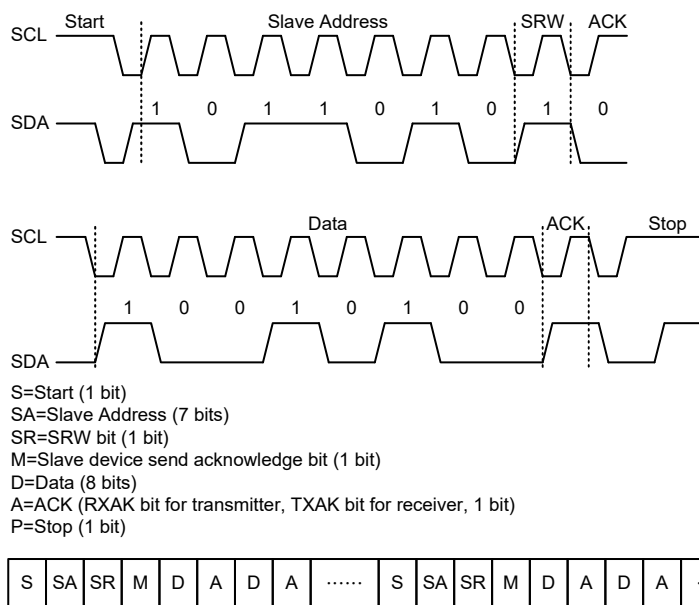 Start Slave Address SRW ACK
SCL
1 0 1 1 0 1 0 1 0
SDA
Data ACK Stop
SCL
1 0 0 1 0 1 0 0
SDA
S=Start (1 bit)
SA=Slave Address (7 bits)
SR=SRW bit (1 bit)
M=Slave device send acknowledge bit (1 bit)
D=Data (8 bits)
A=ACK (RXAK bit for transmitter, TXAK bit for receiver, 1 bit)
P=Stop (1 bit)
S SA SR M D A D A ...... S SA SR M D A D A